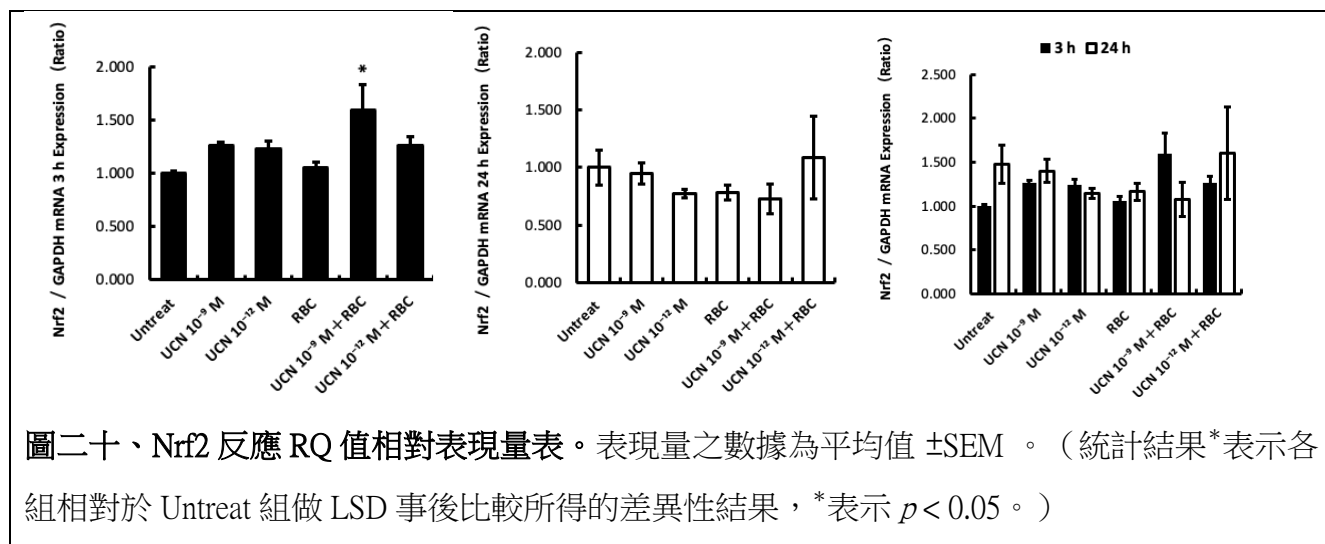 Nrf2 / GAPDH mRNA 3 h Expression (Ratio)
2.000
1.500
1.000
0.500
0.000
*
Untreat
UCN 10⁻⁹ M
UCN 10⁻¹² M
RBC
UCN 10⁻⁹ M＋RBC
UCN 10⁻¹² M＋RBC
Nrf2 / GAPDH mRNA 24 h Expression (Ratio)
2.000
1.500
1.000
0.500
0.000
Untreat
UCN 10⁻⁹ M
UCN 10⁻¹² M
RBC
UCN 10⁻⁹ M＋RBC
UCN 10⁻¹² M＋RBC
3 h 24 h
Nrf2 / GAPDH mRNA Expression (Ratio)
2.500
2.000
1.500
1.000
0.500
0.000
Untreat
UCN 10⁻⁹ M
UCN 10⁻¹² M
RBC
UCN 10⁻⁹ M＋RBC
UCN 10⁻¹² M＋RBC
圖二十、Nrf2 反應 RQ 值相對表現量表。表現量之數據為平均值 ±SEM 。（統計結果*表示各
組相對於 Untreat 組做 LSD 事後比較所得的差異性結果，*表示 p < 0.05。）